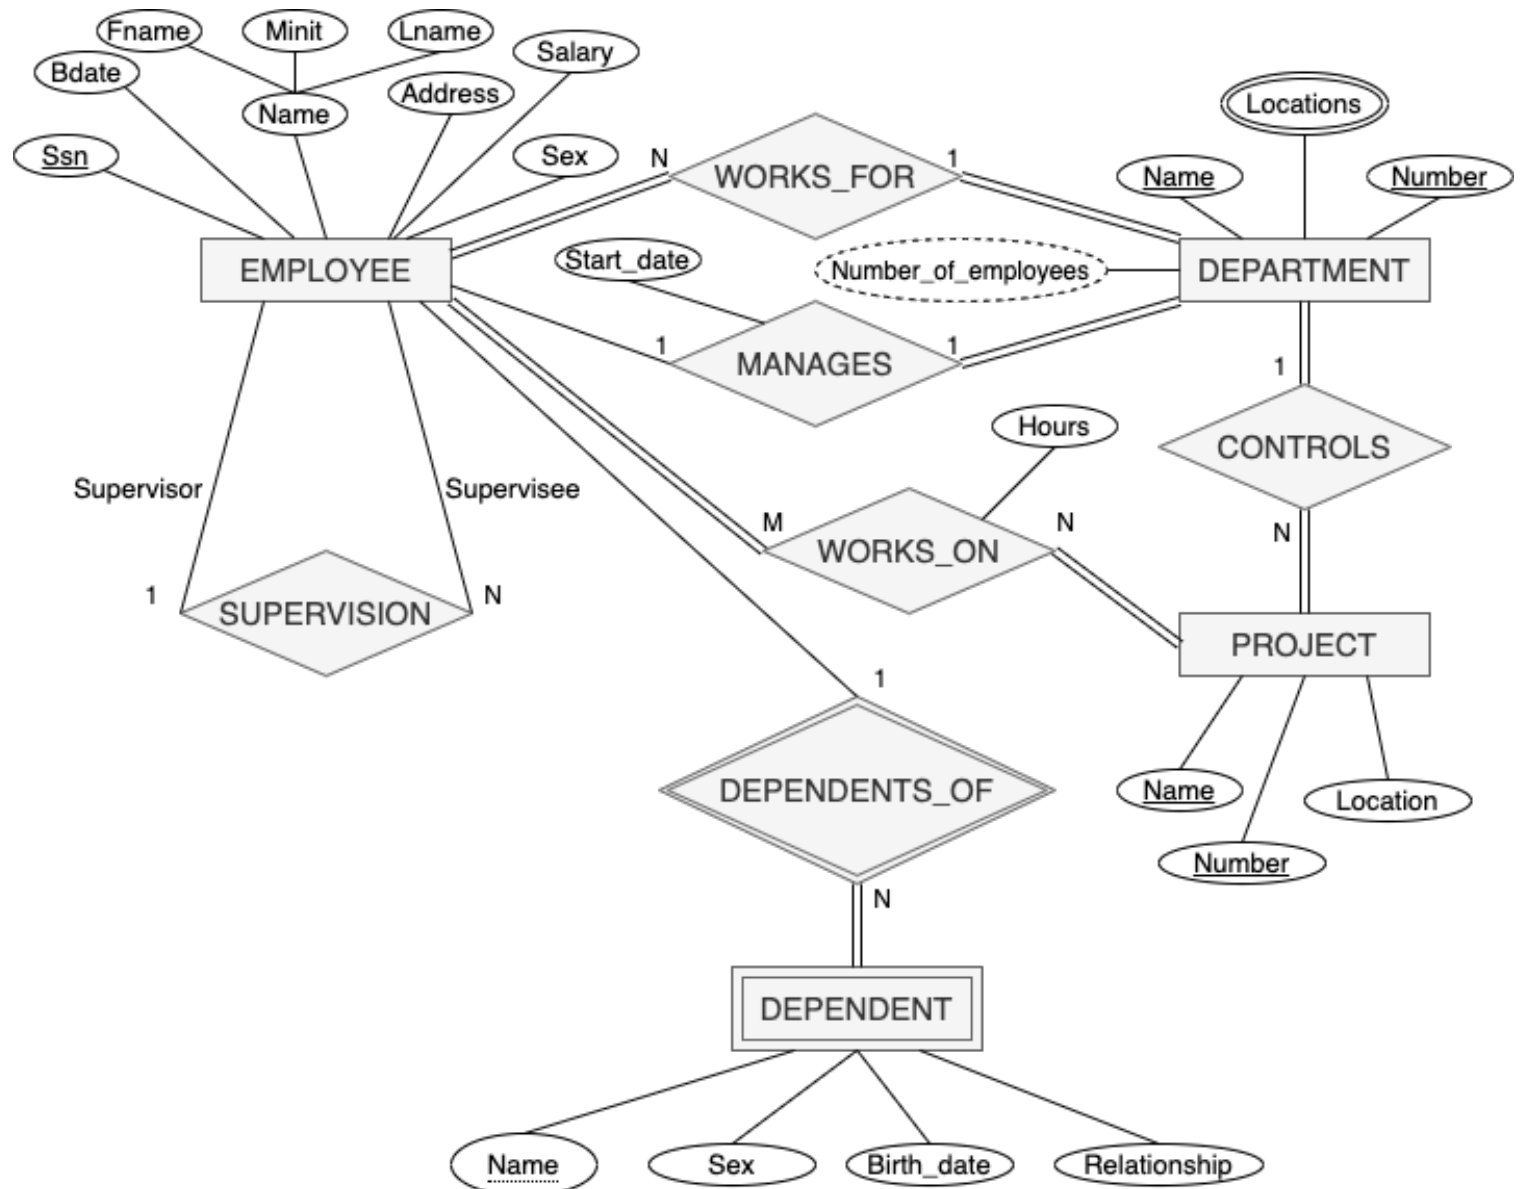 Fname
Minit
Lname
Salary
Bdate
Name
Address
Locations
Ssn
Sex
N
WORKS_FOR
1
Name
Number
EMPLOYEE
Start_date
Number_of_employees
DEPARTMENT
1
MANAGES
1
1
Hours
CONTROLS
Supervisor
Supervisee
M
WORKS_ON
N
N
1
SUPERVISION
N
PROJECT
1
DEPENDENTS_OF
Name
Location
Number
N
DEPENDENT
Name
Sex
Birth_date
Relationship